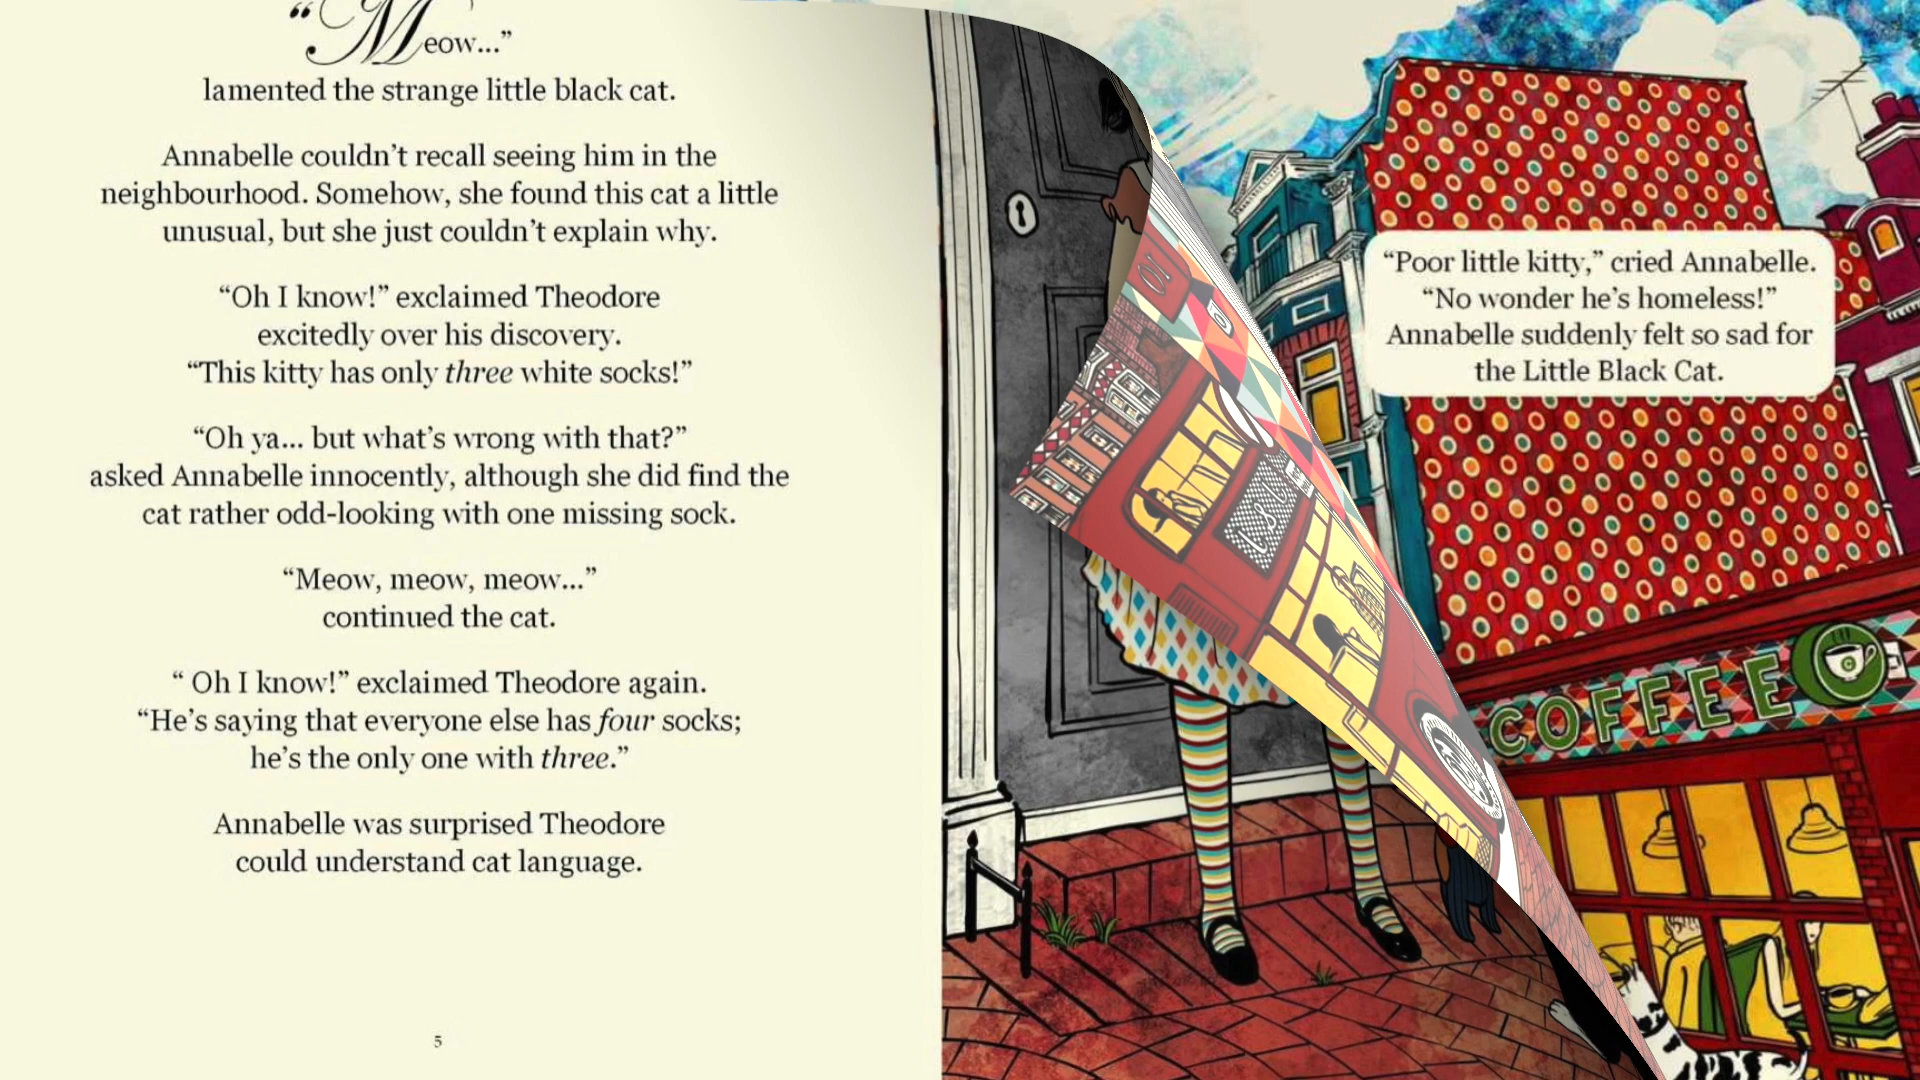 “Meow...”
lamented the strange little black cat.
Annabelle couldn’t recall seeing him in the
neighbourhood. Somehow, she found this cat a little
unusual, but she just couldn’t explain why.
“Oh I know!” exclaimed Theodore
excitedly over his discovery.
“This kitty has only three white socks!”
“Oh ya... but what’s wrong with that?”
asked Annabelle innocently, although she did find the
cat rather odd-looking with one missing sock.
“Meow, meow, meow...”
continued the cat.
“ Oh I know!” exclaimed Theodore again.
“He’s saying that everyone else has four socks;
he’s the only one with three.”
Annabelle was surprised Theodore
could understand cat language.
5
“Poor little kitty,” cried Annabelle.
“No wonder he’s homeless!”
Annabelle suddenly felt so sad for
the Little Black Cat.
COFFEE